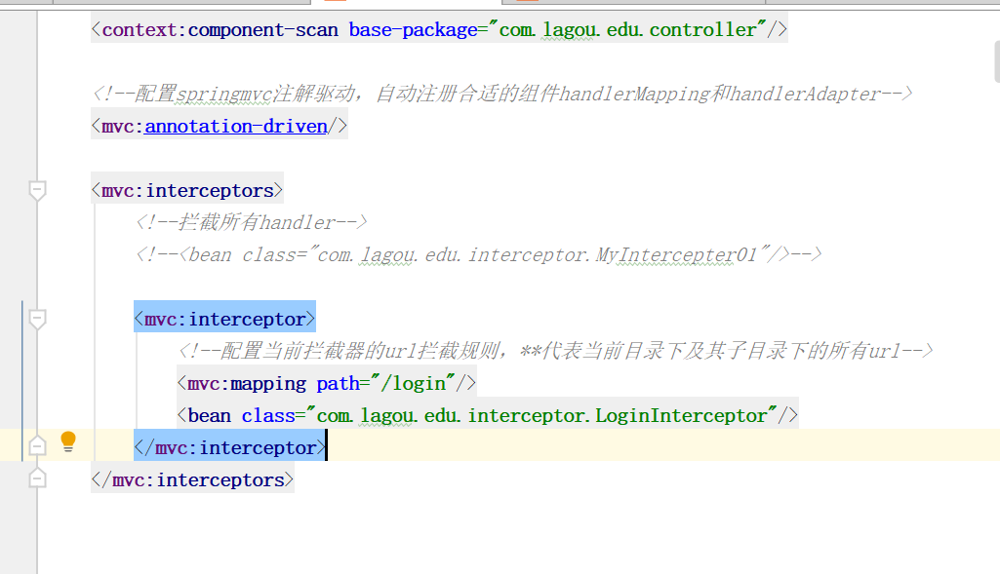 <context:component-scan base-package="com.lagou.edu.controller"/>
<!--配置springmvc注解驱动，自动注册合适的组件handlerMapping和handlerAdapter-->
<mvc:annotation-driven/>
<mvc:interceptors>
<!--拦截所有handler-->
<!--<bean class="com.lagou.edu.interceptor.MyIntercepter01"/>-->
<mvc:interceptor>
<!--配置当前拦截器的url拦截规则，**代表当前目录下及其子目录下的所有url-->
<mvc:mapping path="/login"/>
<bean class="com.lagou.edu.interceptor.LoginInterceptor"/>
</mvc:interceptor>
</mvc:interceptors>